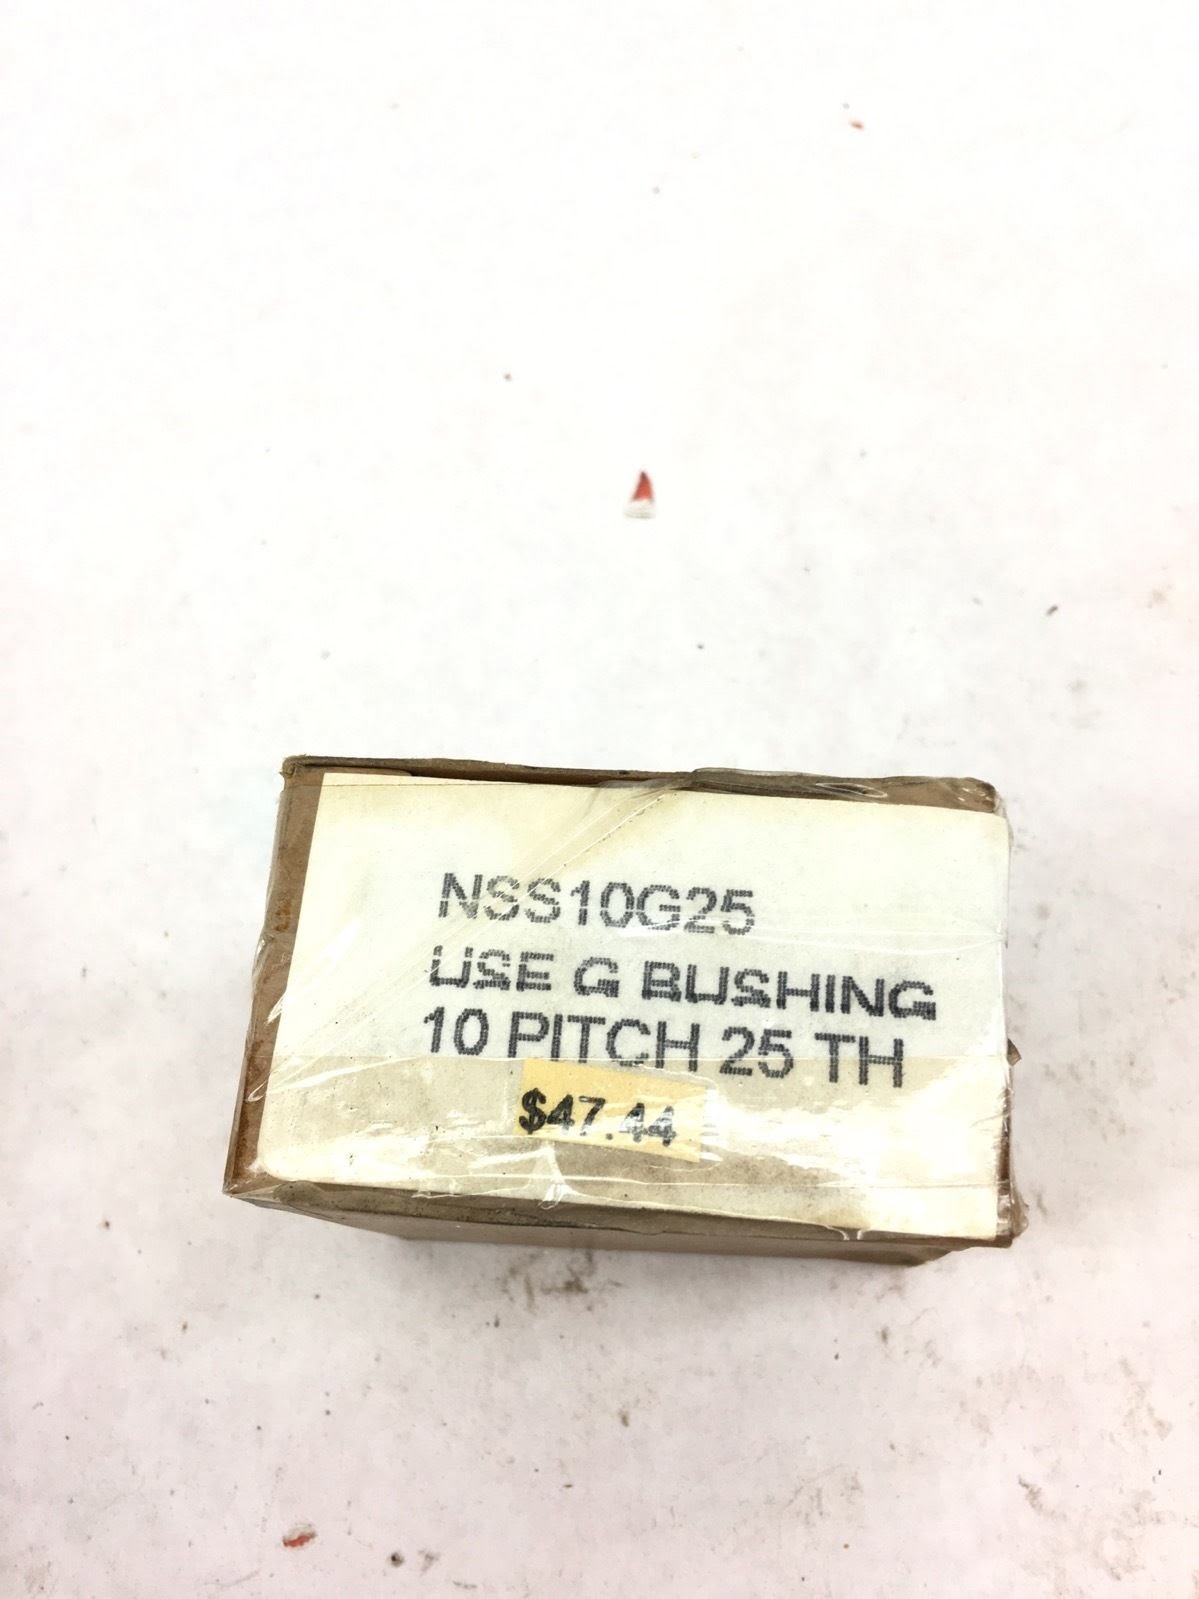 NSS10G25
USE G BUSHING
10 PITCH 25 TH
$47.44